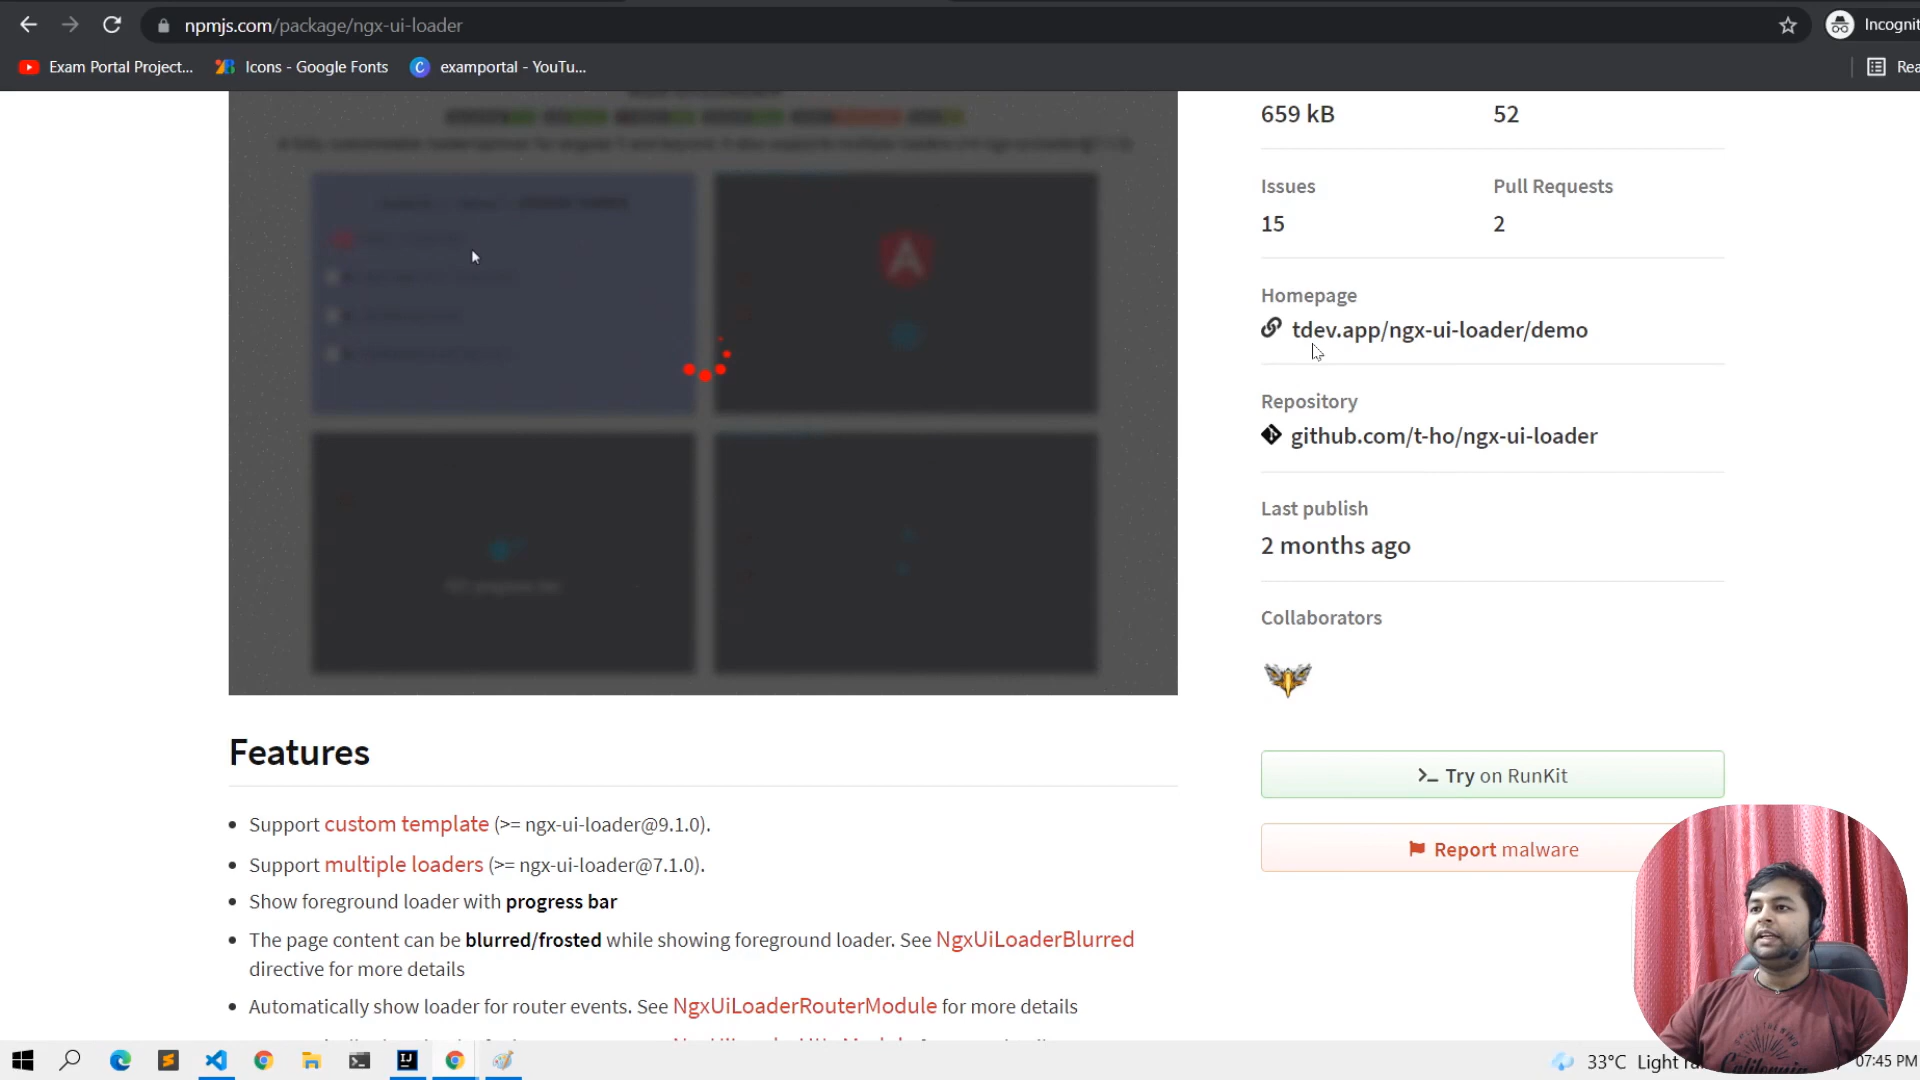 npmjs.com/package/ngx-ui-loader
Incognit
Exam Portal Project...
Icons - Google Fonts
examportal - YouTu...
Rea
659 kB
52
Issues
Pull Requests
15
2
Homepage
tdev.app/ngx-ui-loader/demo
Repository
github.com/t-ho/ngx-ui-loader
Last publish
2 months ago
Collaborators
Features
Try on RunKit
Support custom template (>= ngx-ui-loader@9.1.0).
Report malware
Support multiple loaders (>= ngx-ui-loader@7.1.0).
Show foreground loader with progress bar
The page content can be blurred/frosted while showing foreground loader. See NgxUiLoaderBlurred
directive for more details
Automatically show loader for router events. See NgxUiLoaderRouterModule for more details
California
33°C Light
07:45 PM